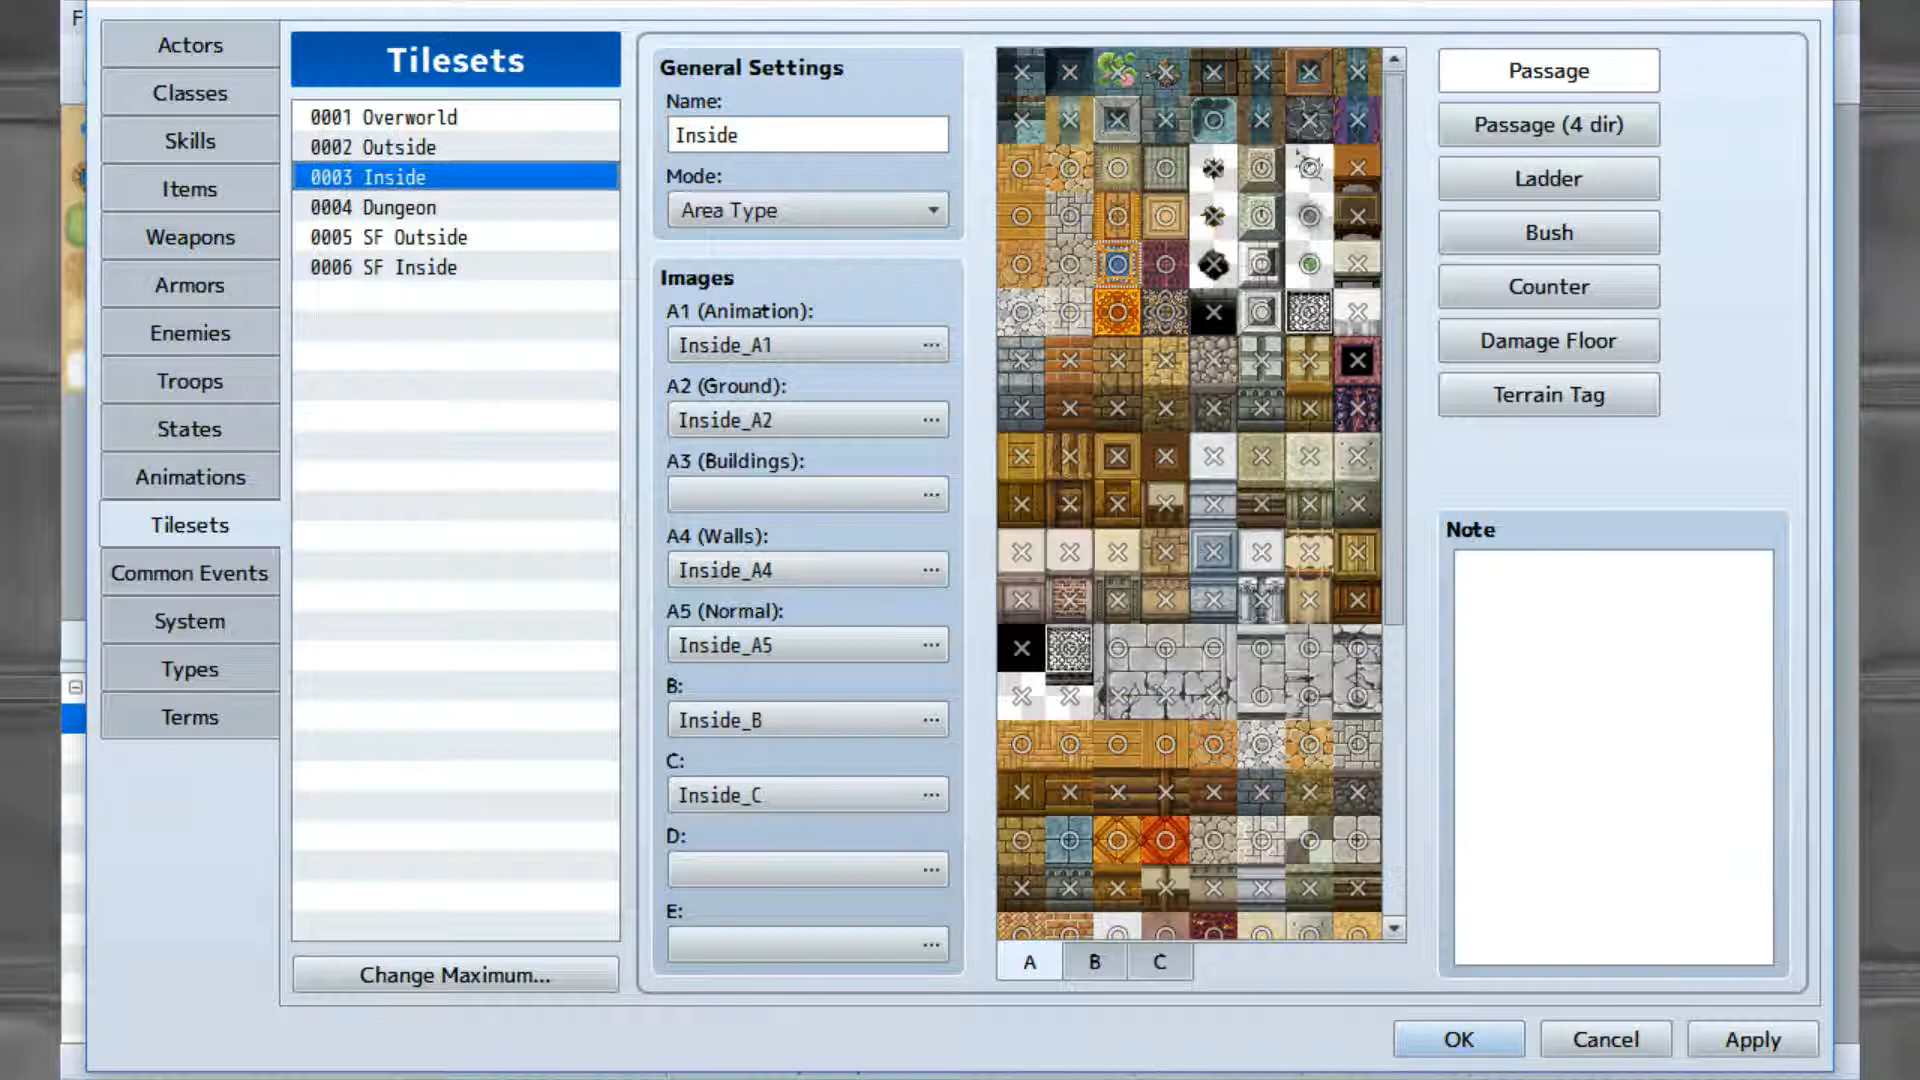 F
Actors
Classes
Skills
Items
Weapons
Armors
Enemies
Troops
States
Animations
Tilesets
Common Events
System
Types
Terms
Tilesets
0001 Overworld
0002 Outside
0003 Inside
0004 Dungeon
0005 SF Outside
0006 SF Inside
Change Maximum...
General Settings
Name:
Inside
Mode:
Area Type
Images
A1 (Animation):
Inside_A1 ...
A2 (Ground):
Inside_A2 ...
A3 (Buildings):
...
A4 (Walls):
Inside_A4 ...
A5 (Normal):
Inside_A5 ...
B:
Inside_B ...
C:
Inside_C ...
D:
...
E:
...
A B C
Passage
Passage (4 dir)
Ladder
Bush
Counter
Damage Floor
Terrain Tag
Note
OK Cancel Apply